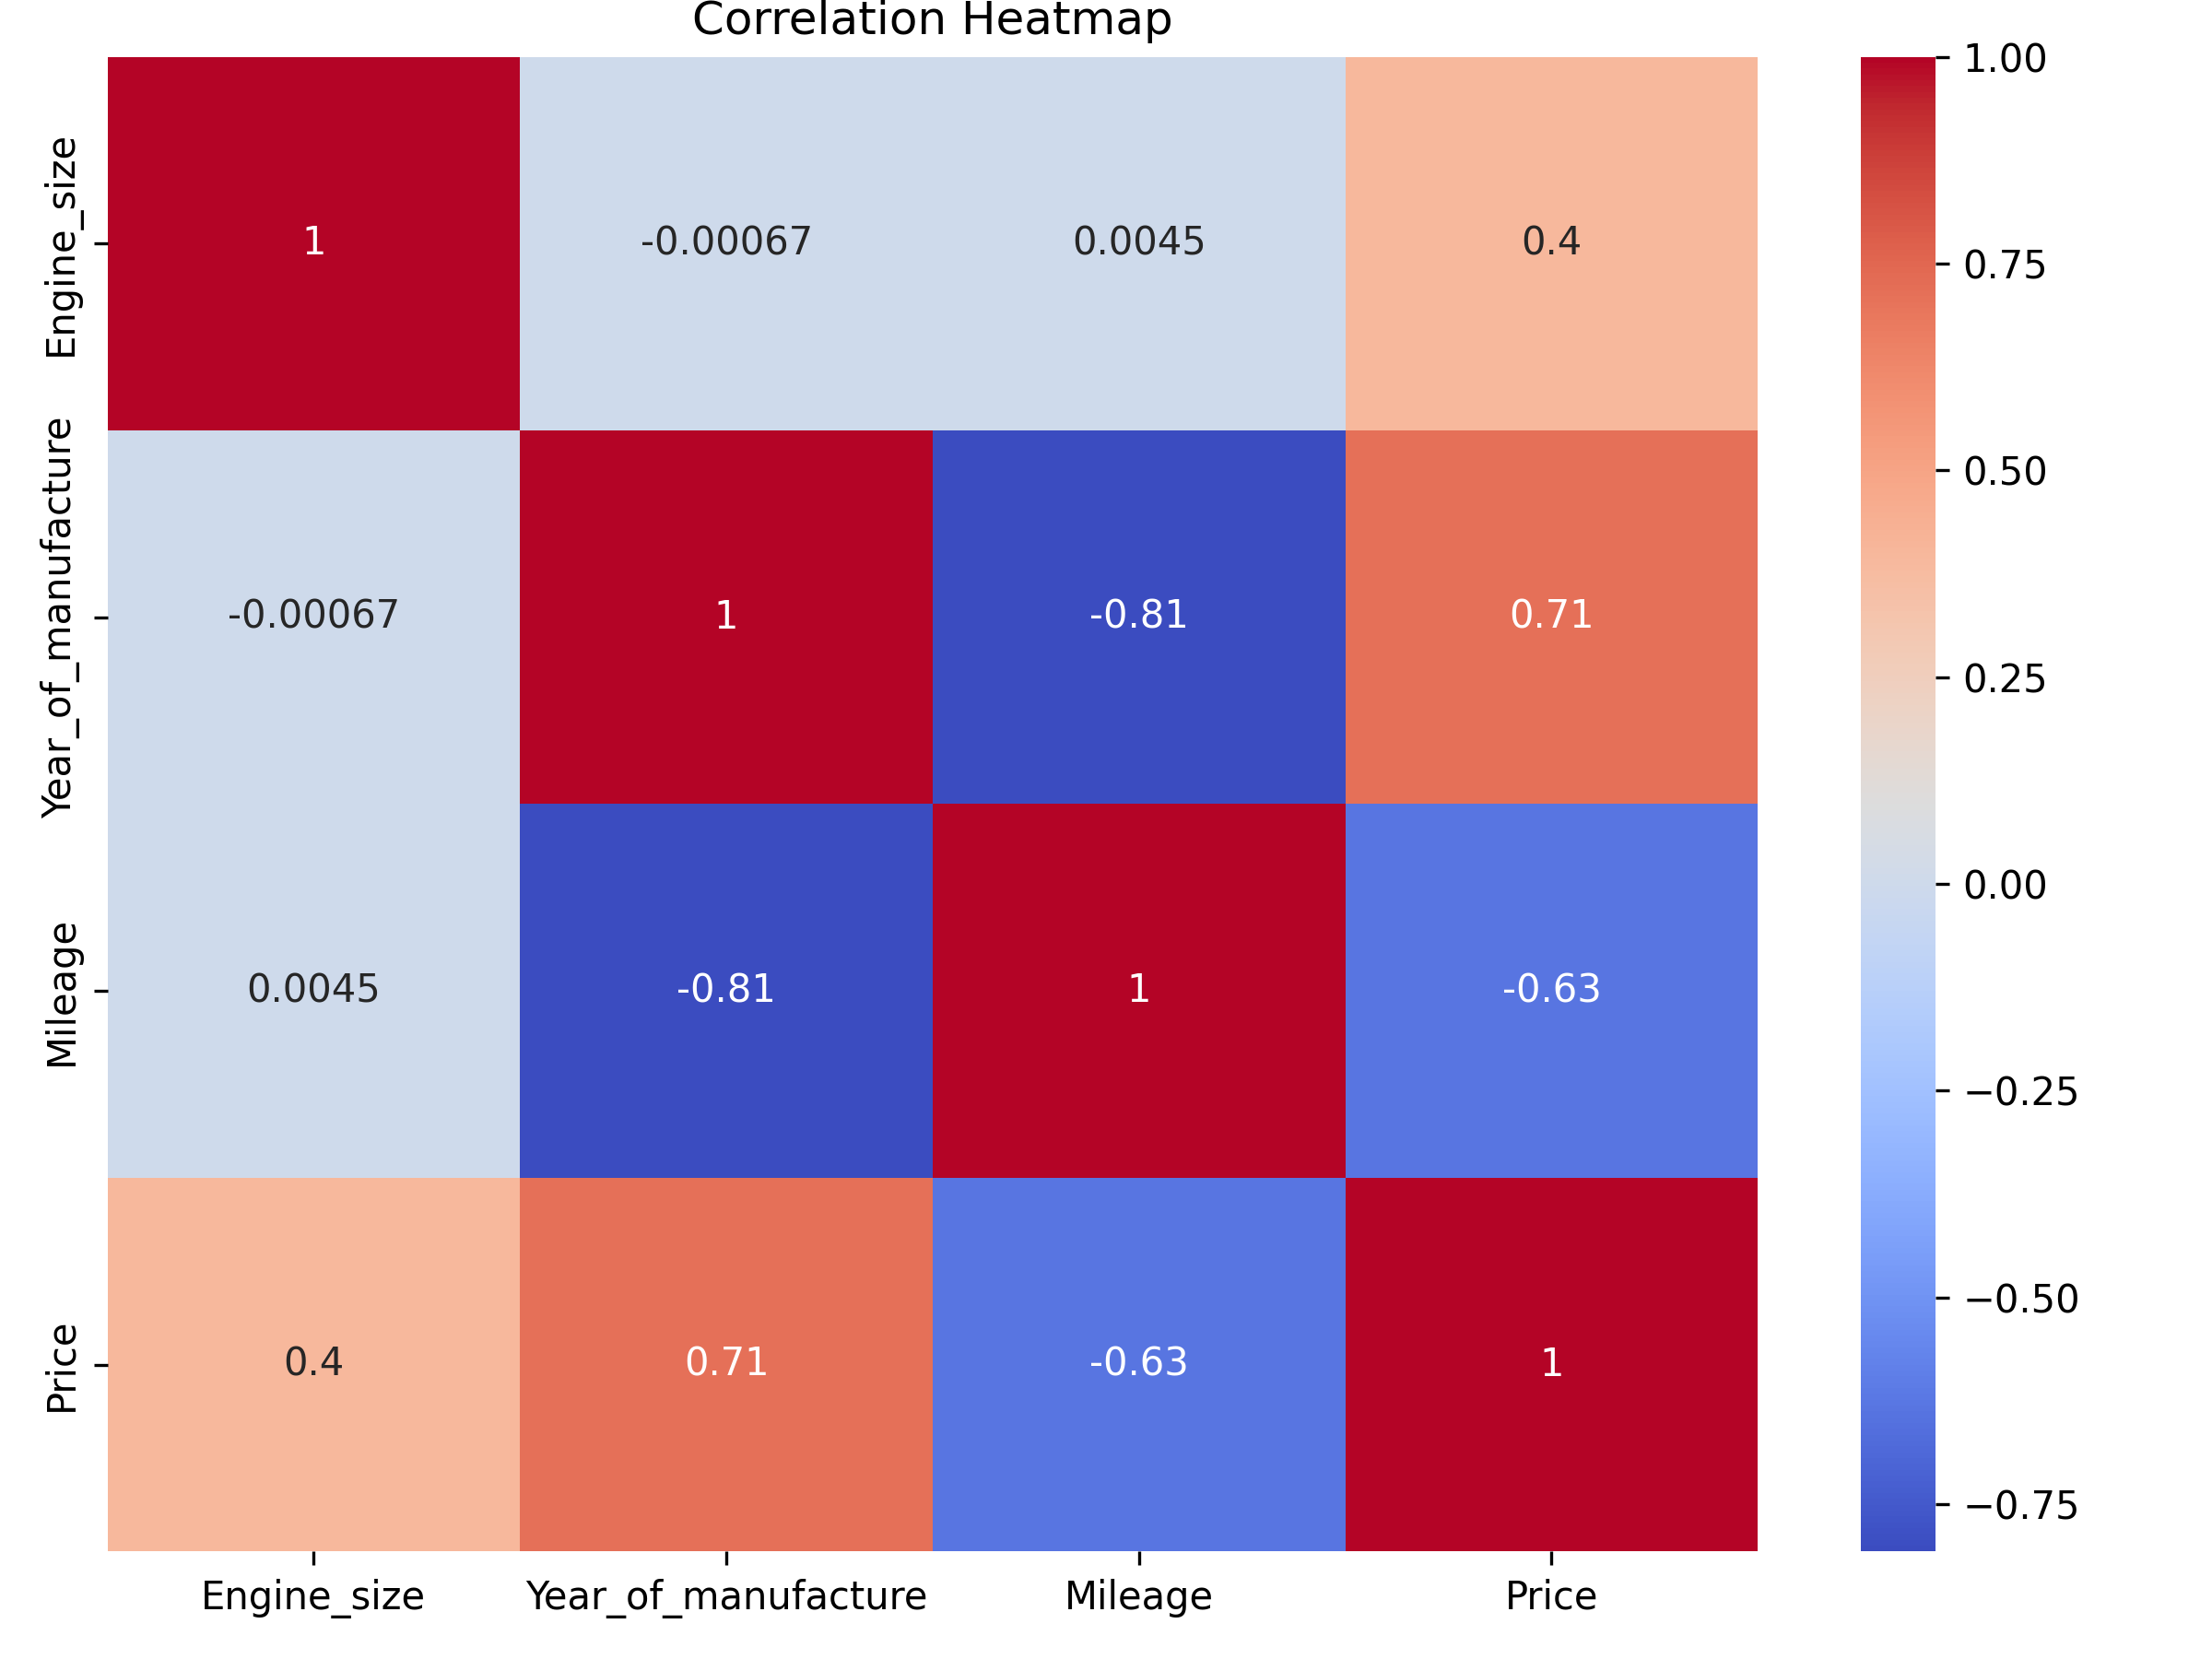 Correlation Heatmap
Engine_size
1
-0.00067
0.0045
0.4
Year_of_manufacture
-0.00067
1
-0.81
0.71
Mileage
0.0045
-0.81
1
-0.63
Price
0.4
0.71
-0.63
1
Engine_size
Year_of_manufacture
Mileage
Price
1.00
0.75
0.50
0.25
0.00
−0.25
−0.50
−0.75